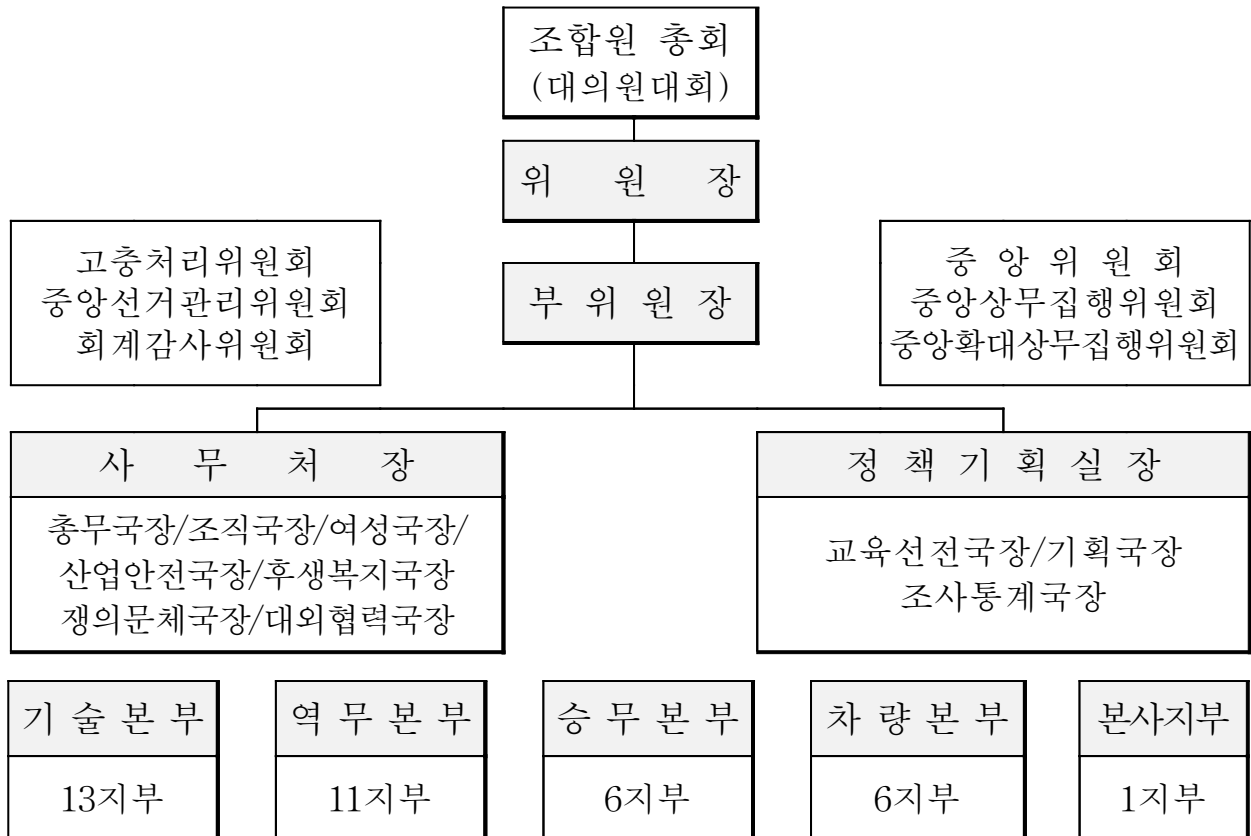 조합원 총회
(대의원대회)
위 원 장
고충처리위원회
중앙선거관리위원회
회계감사위원회
부 위 원 장
중 앙 위 원 회
중앙상무집행위원회
중앙확대상무집행위원회
사 무 처 장
총무국장/조직국장/여성국장/
산업안전국장/후생복지국장
쟁의문체국장/대외협력국장
정 책 기 획 실 장
교육선전국장/기획국장
조사통계국장
기 술 본 부
13지부
역 무 본 부
11지부
승 무 본 부
6지부
차 량 본 부
6지부
본사지부
1지부